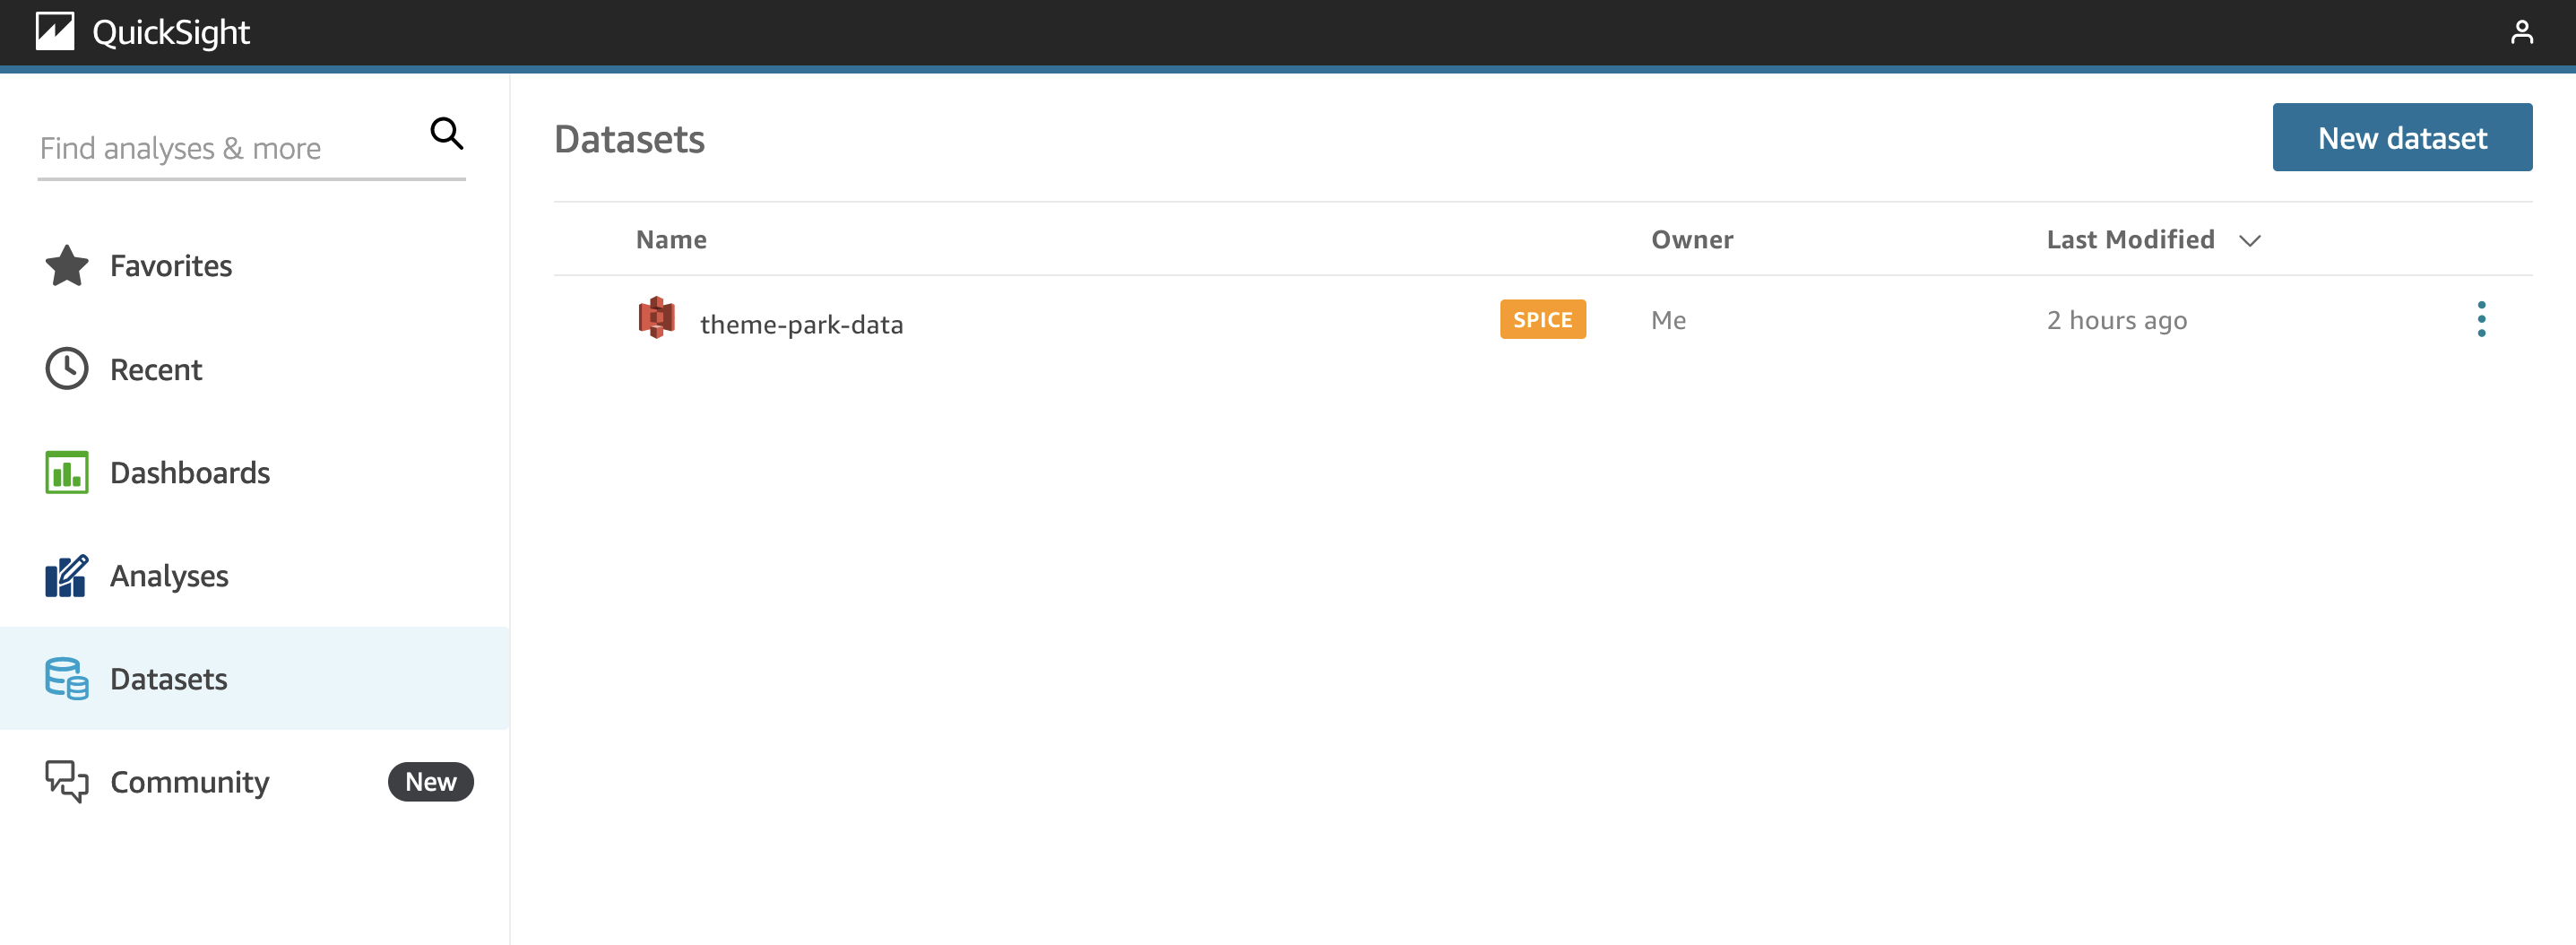 QuickSight
Find analyses & more
Favorites
Recent
Dashboards
Analyses
Datasets
Community New
Datasets
New dataset
Name Owner Last Modified
theme-park-data SPICE Me 2 hours ago